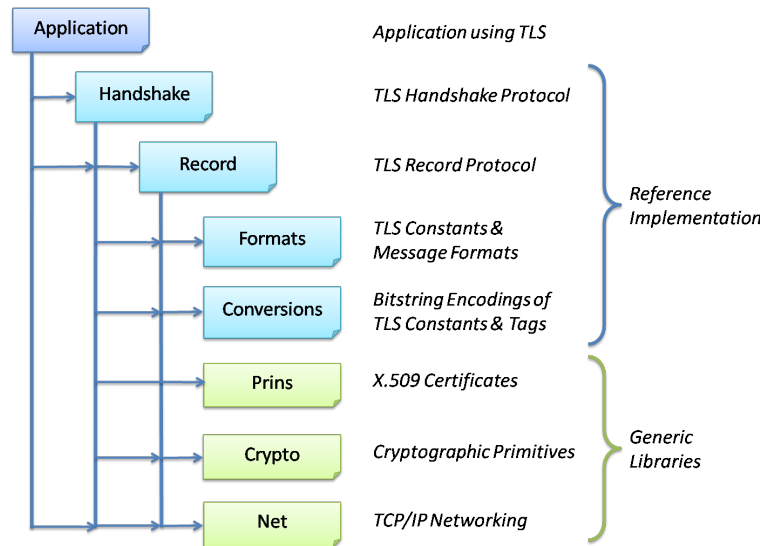 Application
Application using TLS
Handshake
TLS Handshake Protocol
Record
TLS Record Protocol
Reference
Implementation
Formats
TLS Constants &
Message Formats
Conversions
Bitstring Encodings of
TLS Constants & Tags
Prins
X.509 Certificates
Crypto
Cryptographic Primitives
Generic
Libraries
Net
TCP/IP Networking